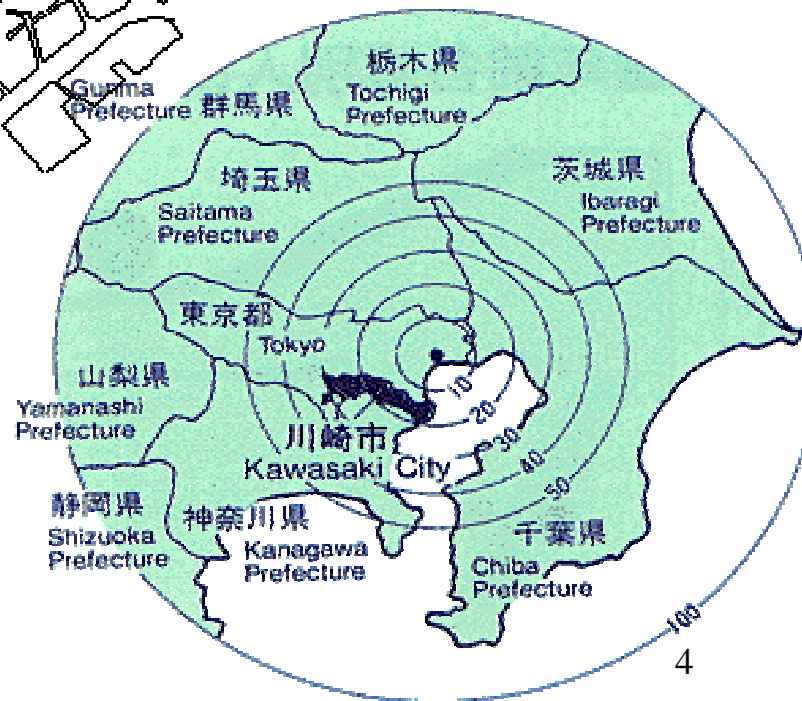 栃木県
Tochigi
Prefecture
Gunma
Prefecture 群馬県
茨城県
Ibaragi
Prefecture
埼玉県
Saitama
Prefecture
東京都
Tokyo
山梨県
Yamanashi
Prefecture
川崎市
Kawasaki City
10
20
30
40
50
静岡県
Shizuoka
Prefecture
神奈川県
Kanagawa
Prefecture
千葉県
Chiba
Prefecture
100
4